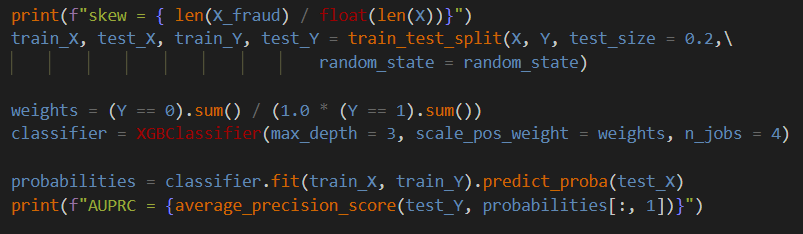 print(f"skew = { len(X_fraud) / float(len(X))}")
train_X, test_X, train_Y, test_Y = train_test_split(X, Y, test_size = 0.2,\
random_state = random_state)
weights = (Y == 0).sum() / (1.0 * (Y == 1).sum())
classifier = XGBClassifier(max_depth = 3, scale_pos_weight = weights, n_jobs = 4)
probabilities = classifier.fit(train_X, train_Y).predict_proba(test_X)
print(f"AUPRC = {average_precision_score(test_Y, probabilities[:, 1])}")